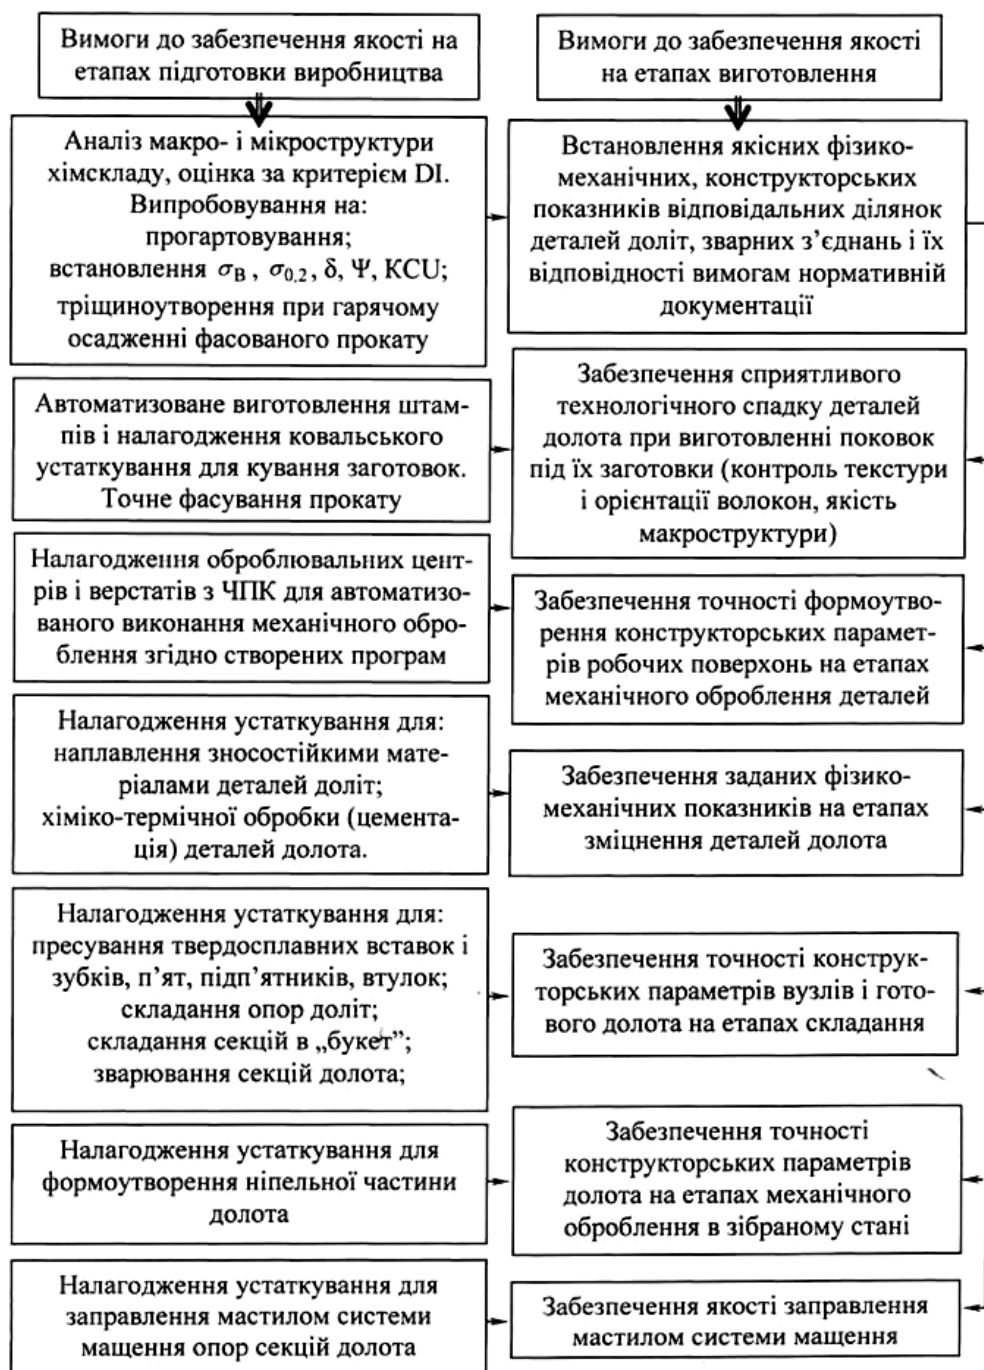 Вимоги до забезпечення якості на
етапах підготовки виробництва
Вимоги до забезпечення якості
на етапах виготовлення
Аналіз макро- і мікроструктури
хімскладу, оцінка за критерієм DI.
Випробовування на:
прогартовування;
встановлення σВ , σ0,2, δ, Ψ, KCU;
тріщиноутворення при гарячому
осадженні фасованого прокату
Встановлення якісних фізико-
механічних, конструкторських
показників відповідальних ділянок
деталей доліт, зварних з’єднань і їх
відповідності вимогам нормативній
документації
Автоматизоване виготовлення штам-
пів і налагодження ковальського
устаткування для кування заготовок.
Точне фасування прокату
Забезпечення сприятливого
технологічного спадку деталей
долота при виготовленні поковок
під їх заготовки (контроль текстури
і орієнтації волокон, якість
макроструктури)
Налагодження оброблювальних цент-
рів і верстатів з ЧПК для автоматизо-
ваного виконання механічного обро-
блення згідно створених програм
Забезпечення точності формоутво-
рення конструкторських парамет-
рів робочих поверхонь на етапах
механічного оброблення деталей
Налагодження устаткування для:
наплавлення зносостійкими мате-
ріалами деталей доліт;
хіміко-термічної обробки (цемента-
ція) деталей долота.
Забезпечення заданих фізико-
механічних показників на етапах
зміцнення деталей долота
Налагодження устаткування для:
пресування твердосплавних вставок і
зубків, п’ят, підп’ятників, втулок;
складання опор доліт;
складання секцій в „букет”;
зварювання секцій долота;
Забезпечення точності конструк-
торських параметрів вузлів і гото-
вого долота на етапах складання
Налагодження устаткування для
формоутворення ніпельної частини
долота
Забезпечення точності
конструкторських параметрів
долота на етапах механічного
оброблення в зібраному стані
Налагодження устаткування для
заправлення мастилом системи
мащення опор секцій долота
Забезпечення якості заправлення
мастилом системи мащення